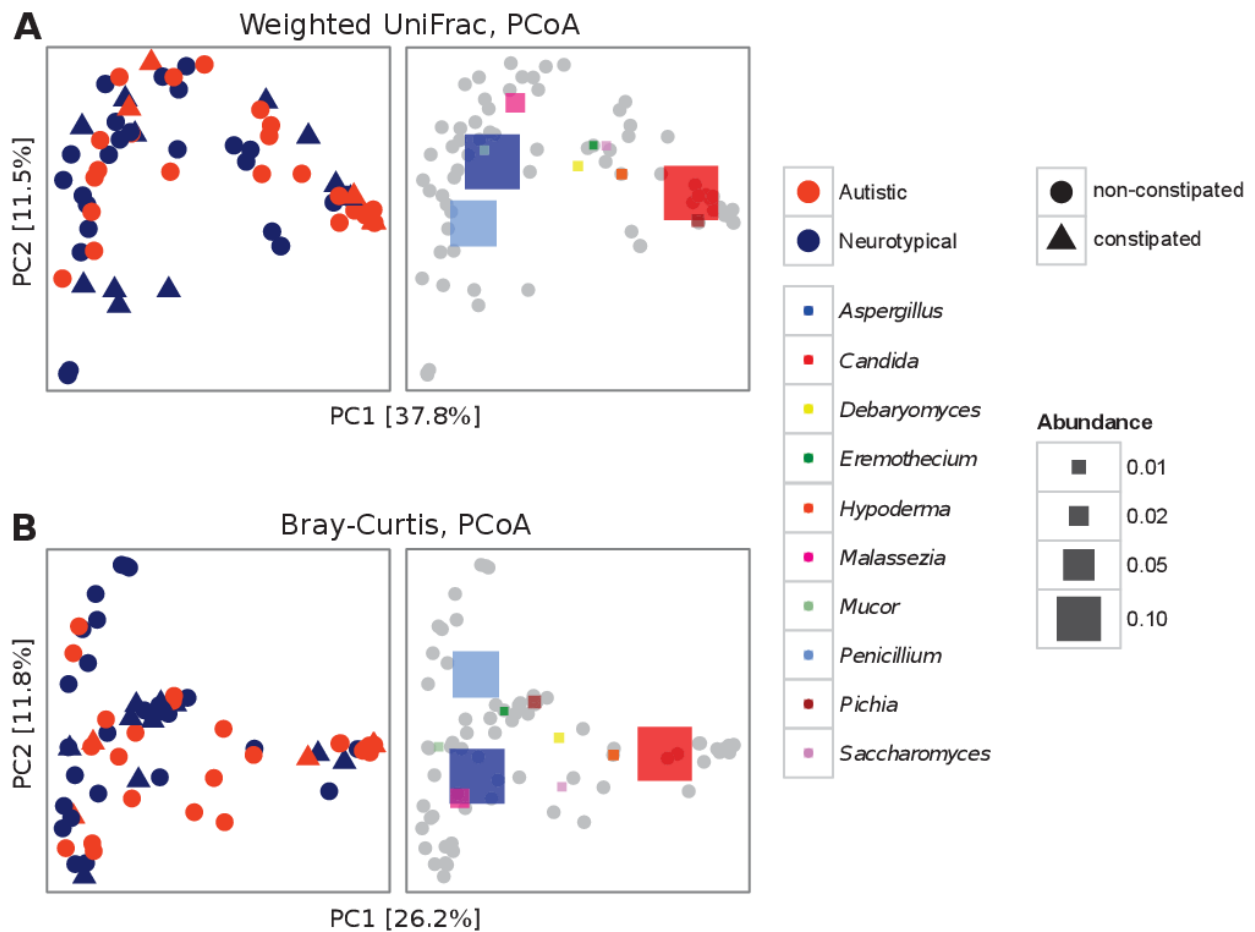 A
Weighted UniFrac, PCoA
PC2 [11.5%]
PC1 [37.8%]
B
Bray-Curtis, PCoA
PC2 [11.8%]
PC1 [26.2%]
Autistic
Neurotypical
non-constipated
constipated
Aspergillus
Candida
Debaryomyces
Eremothecium
Hypoderma
Malassezia
Mucor
Penicillium
Pichia
Saccharomyces
Abundance
0.01
0.02
0.05
0.10